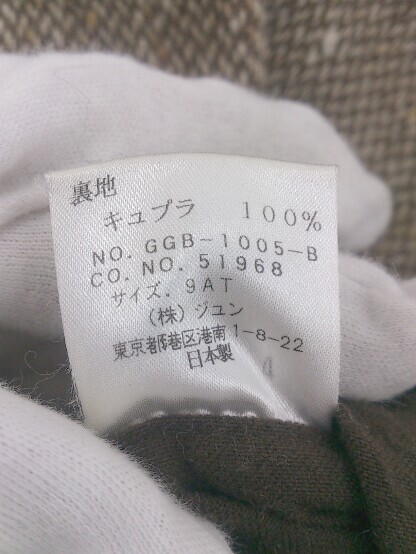 裏地
キュプラ 100%
NO. GGB-1005-B
CO. NO. 51968
サイズ. 9AT
(株) ジユン
東京都港区港南1-8-22
日本製